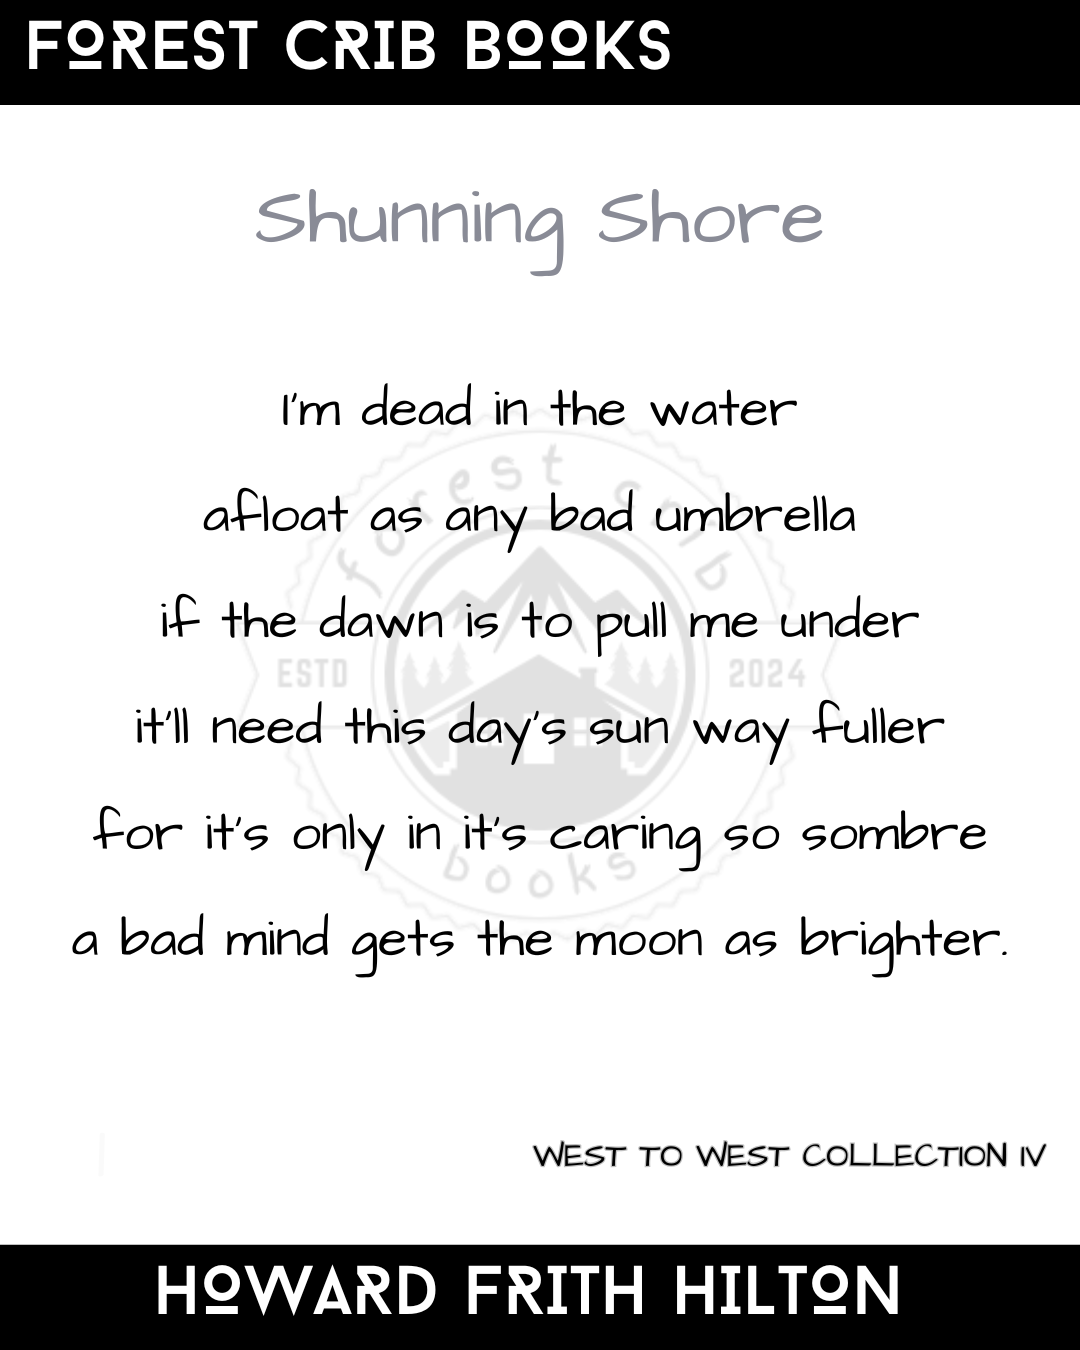 FOREST CRIB BOOKS
Shunning Shore
I'm dead in the water
afloat as any bad umbrella
if the dawn is to pull me under
it'll need this day's sun way fuller
for it's only in it's caring so sombre
a bad mind gets the moon as brighter.
forest crib
ESTD 2024
books
WEST TO WEST COLLECTION IV
HOWARD FRITH HILTON